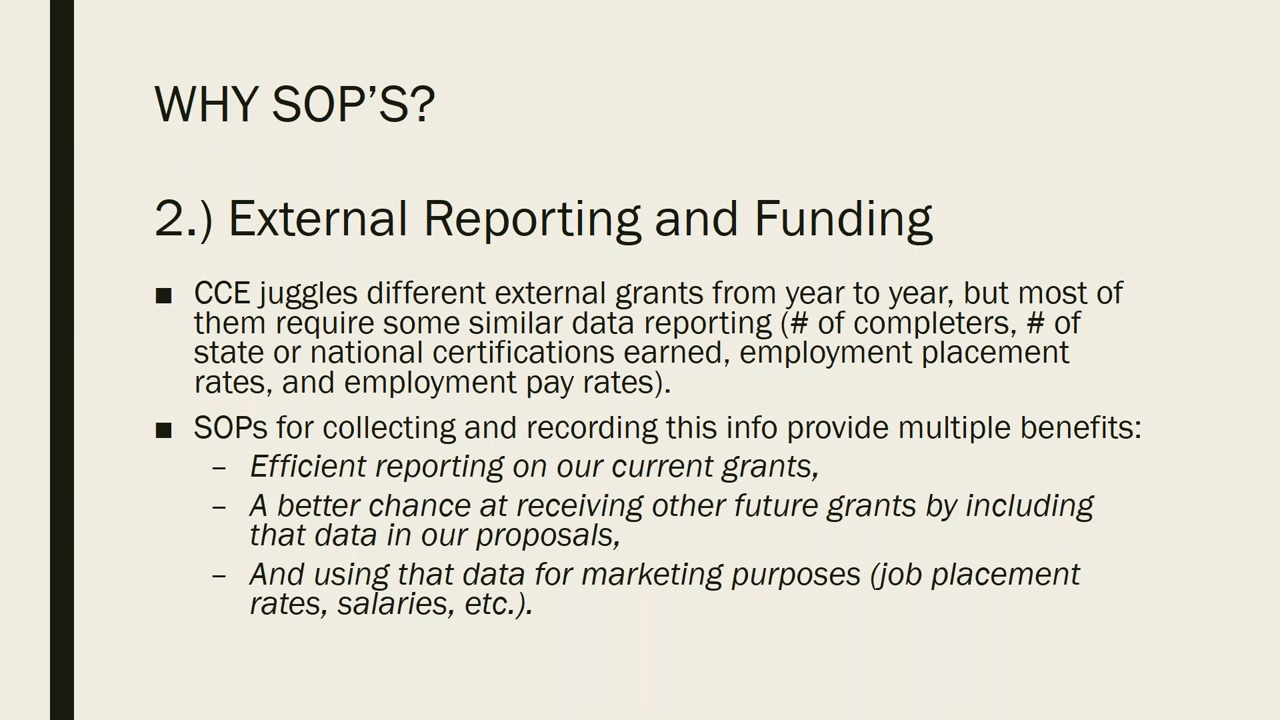 WHY SOP’S?
2.) External Reporting and Funding
■ CCE juggles different external grants from year to year, but most of
them require some similar data reporting (# of completers, # of
state or national certifications earned, employment placement
rates, and employment pay rates).
■ SOPs for collecting and recording this info provide multiple benefits:
– Efficient reporting on our current grants,
– A better chance at receiving other future grants by including
that data in our proposals,
– And using that data for marketing purposes (job placement
rates, salaries, etc.).